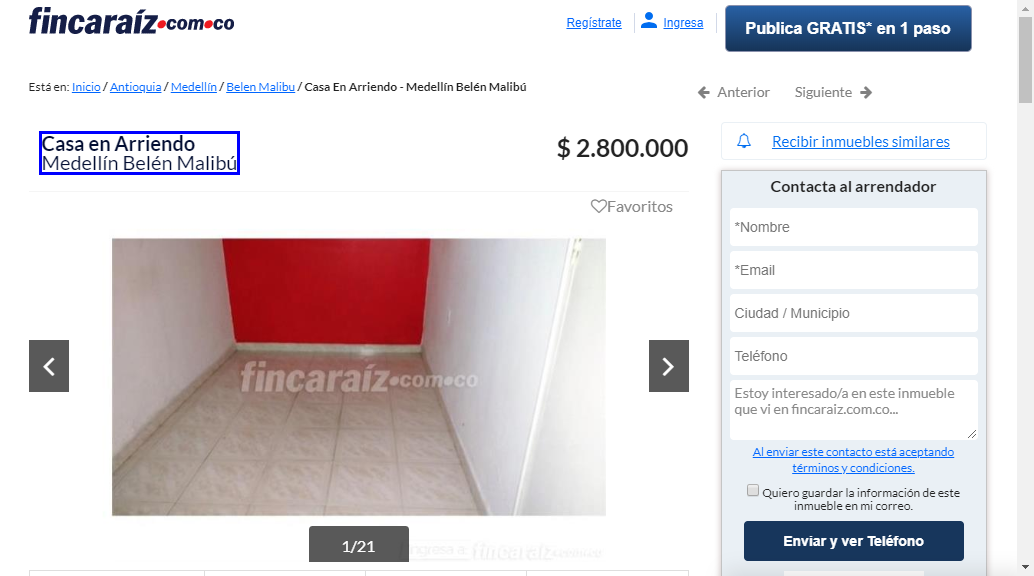 fincaraíz.com.co
Regístrate
Ingresa
Publica GRATIS* en 1 paso
Está en: Inicio / Antioquia / Medellín / Belen Malibu / Casa En Arriendo - Medellín Belén Malibú
Anterior
Siguiente
Casa en Arriendo
Medellín Belén Malibú
$ 2.800.000
Recibir inmuebles similares
Favoritos
fincaraíz.com.co
1/21
Ingresa a: fincaraíz.com.co
Contacta al arrendador
*Nombre
*Email
Ciudad / Municipio
Teléfono
Estoy interesado/a en este inmueble
que vi en fincaraiz.com.co...
Al enviar este contacto está aceptando
términos y condiciones.
Quiero guardar la información de este
inmueble en mi correo.
Enviar y ver Teléfono